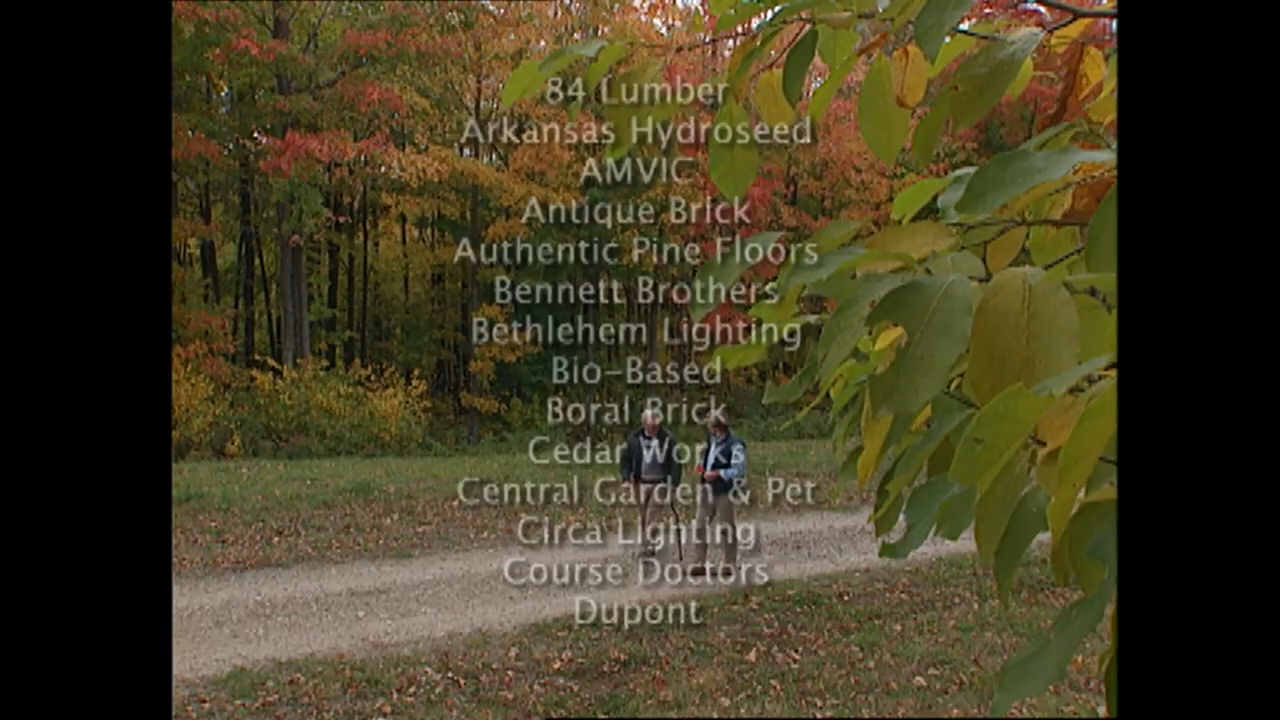 84 Lumber
Arkansas Hydroseed
AMVIC
Antique Brick
Authentic Pine Floors
Bennett Brothers
Bethlehem Lighting
Bio-Based
Boral Brick
Cedar Works
Central Garden & Pet
Circa Lighting
Course Doctors
Dupont